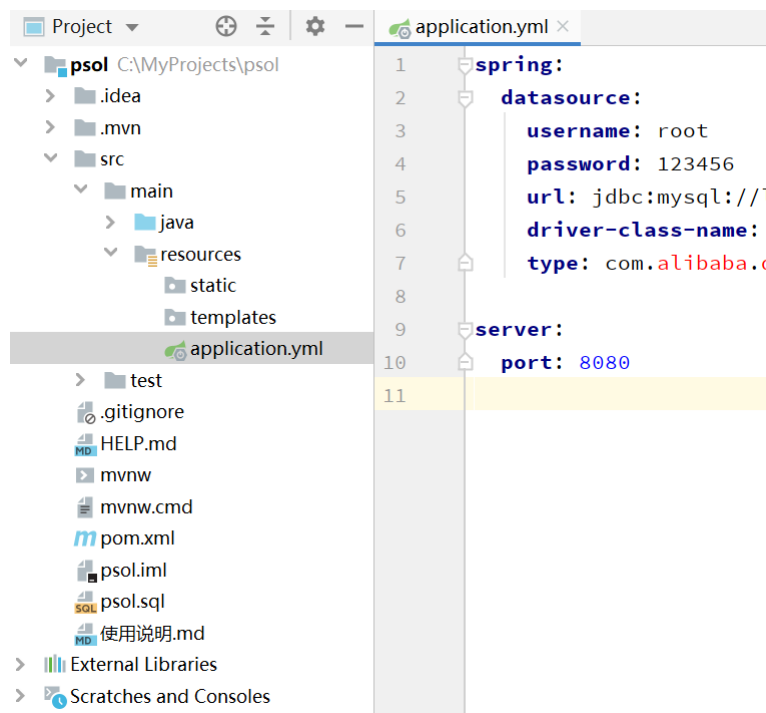 Project
psol C:\MyProjects\psol
.idea
.mvn
src
main
java
resources
static
templates
application.yml
test
.gitignore
HELP.md
mvnw
mvnw.cmd
pom.xml
psol.iml
psol.sql
使用说明.md
External Libraries
Scratches and Consoles
application.yml
1 spring:
2 datasource:
3 username: root
4 password: 123456
5 url: jdbc:mysql://
6 driver-class-name:
7 type: com.alibaba.
8
9 server:
10 port: 8080
11